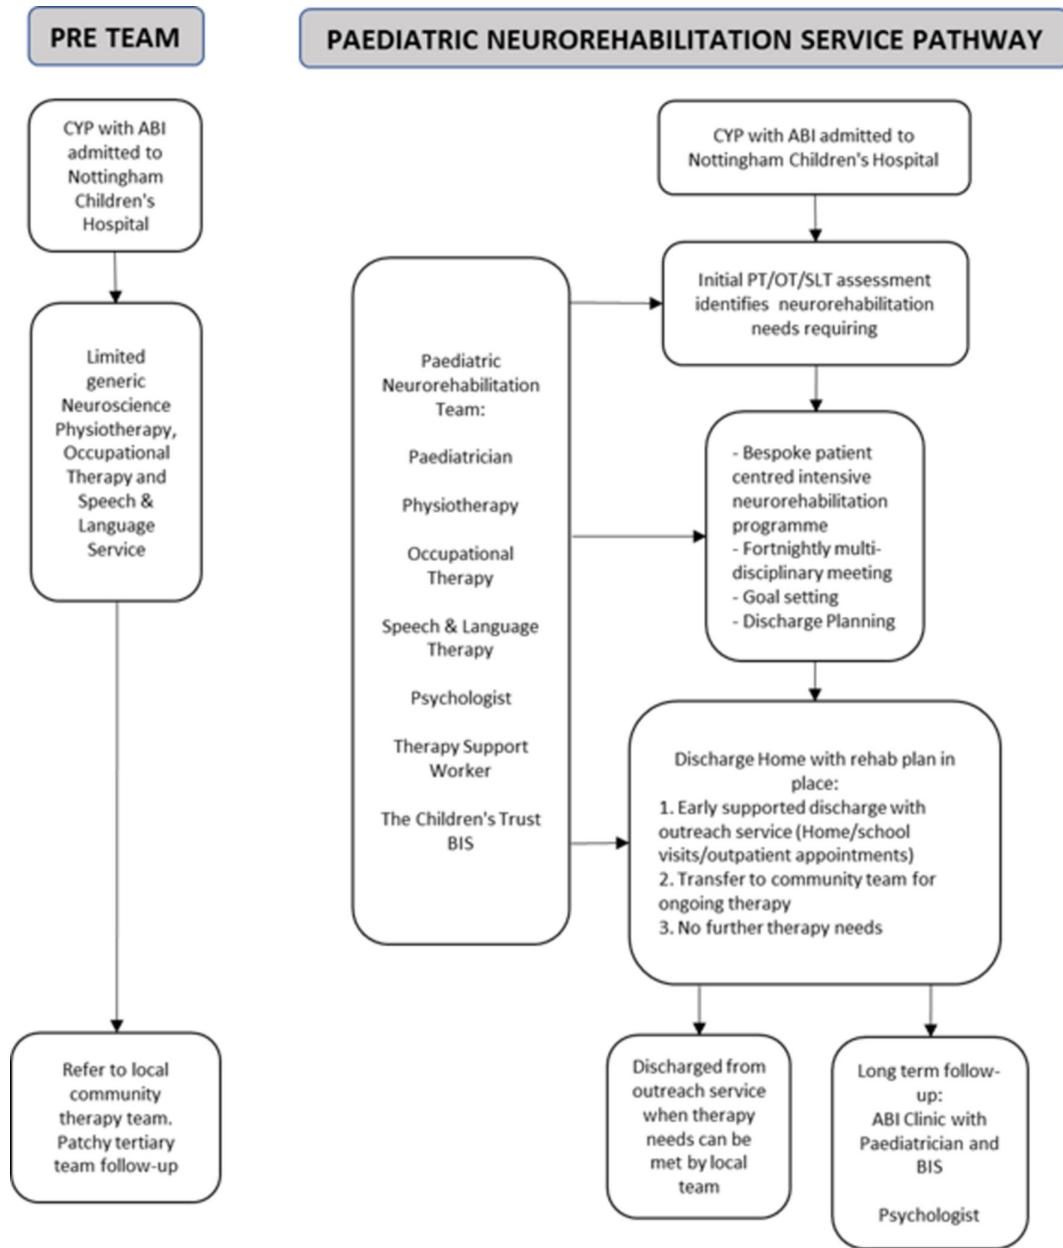 PRE TEAM
CYP with ABI
admitted to
Nottingham
Children's
Hospital
Limited
generic
Neuroscience
Physiotherapy,
Occupational
Therapy and
Speech &
Language
Service
Refer to local
community
therapy team.
Patchy tertiary
team follow-up
PAEDIATRIC NEUROREHABILITATION SERVICE PATHWAY
Paediatric
Neurorehabilitation
Team:
Paediatrician
Physiotherapy
Occupational
Therapy
Speech & Language
Therapy
Psychologist
Therapy Support
Worker
The Children's Trust
BIS
CYP with ABI admitted to
Nottingham Children's Hospital
Initial PT/OT/SLT assessment
identifies neurorehabilitation
needs requiring
- Bespoke patient
centred intensive
neurorehabilitation
programme
- Fortnightly multi-
disciplinary meeting
- Goal setting
- Discharge Planning
Discharge Home with rehab plan in
place:
1. Early supported discharge with
outreach service (Home/school
visits/outpatient appointments)
2. Transfer to community team for
ongoing therapy
3. No further therapy needs
Discharged from
outreach service
when therapy
needs can be
met by local
team
Long term follow-
up:
ABI Clinic with
Paediatrician and
BIS
Psychologist